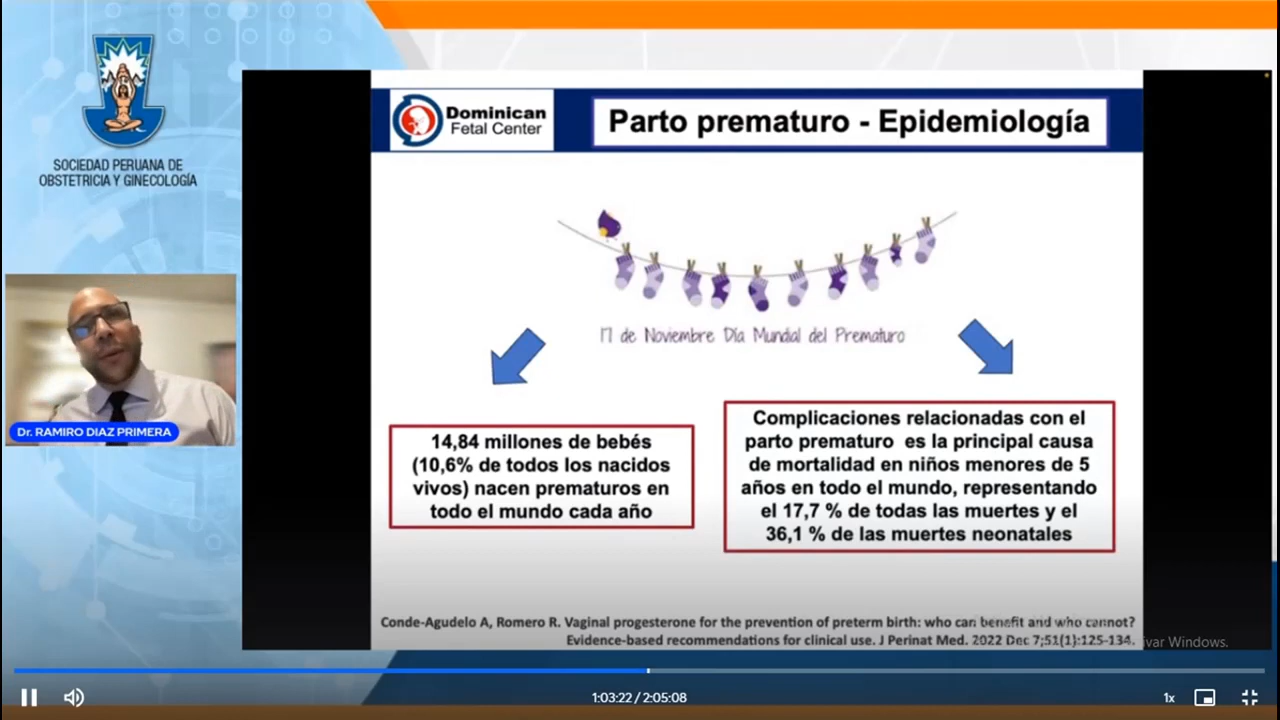 SOCIEDAD PERUANA DE
OBSTETRICIA Y GINECOLOGÍA
Dr. RAMIRO DIAZ PRIMERA
Dominican
Fetal Center
Parto prematuro - Epidemiología
17 de Noviembre Día Mundial del Prematuro
14,84 millones de bebés
(10,6% de todos los nacidos
vivos) nacen prematuros en
todo el mundo cada año
Complicaciones relacionadas con el
parto prematuro es la principal causa
de mortalidad en niños menores de 5
años en todo el mundo, representando
el 17,7 % de todas las muertes y el
36,1 % de las muertes neonatales
Conde-Agudelo A, Romero R. Vaginal progesterone for the prevention of preterm birth: who can benefit and who cannot?
Evidence-based recommendations for clinical use. J Perinat Med. 2022 Dec 7;51(1):125-134.
Windows.
1:03:22 / 2:05:08
1x